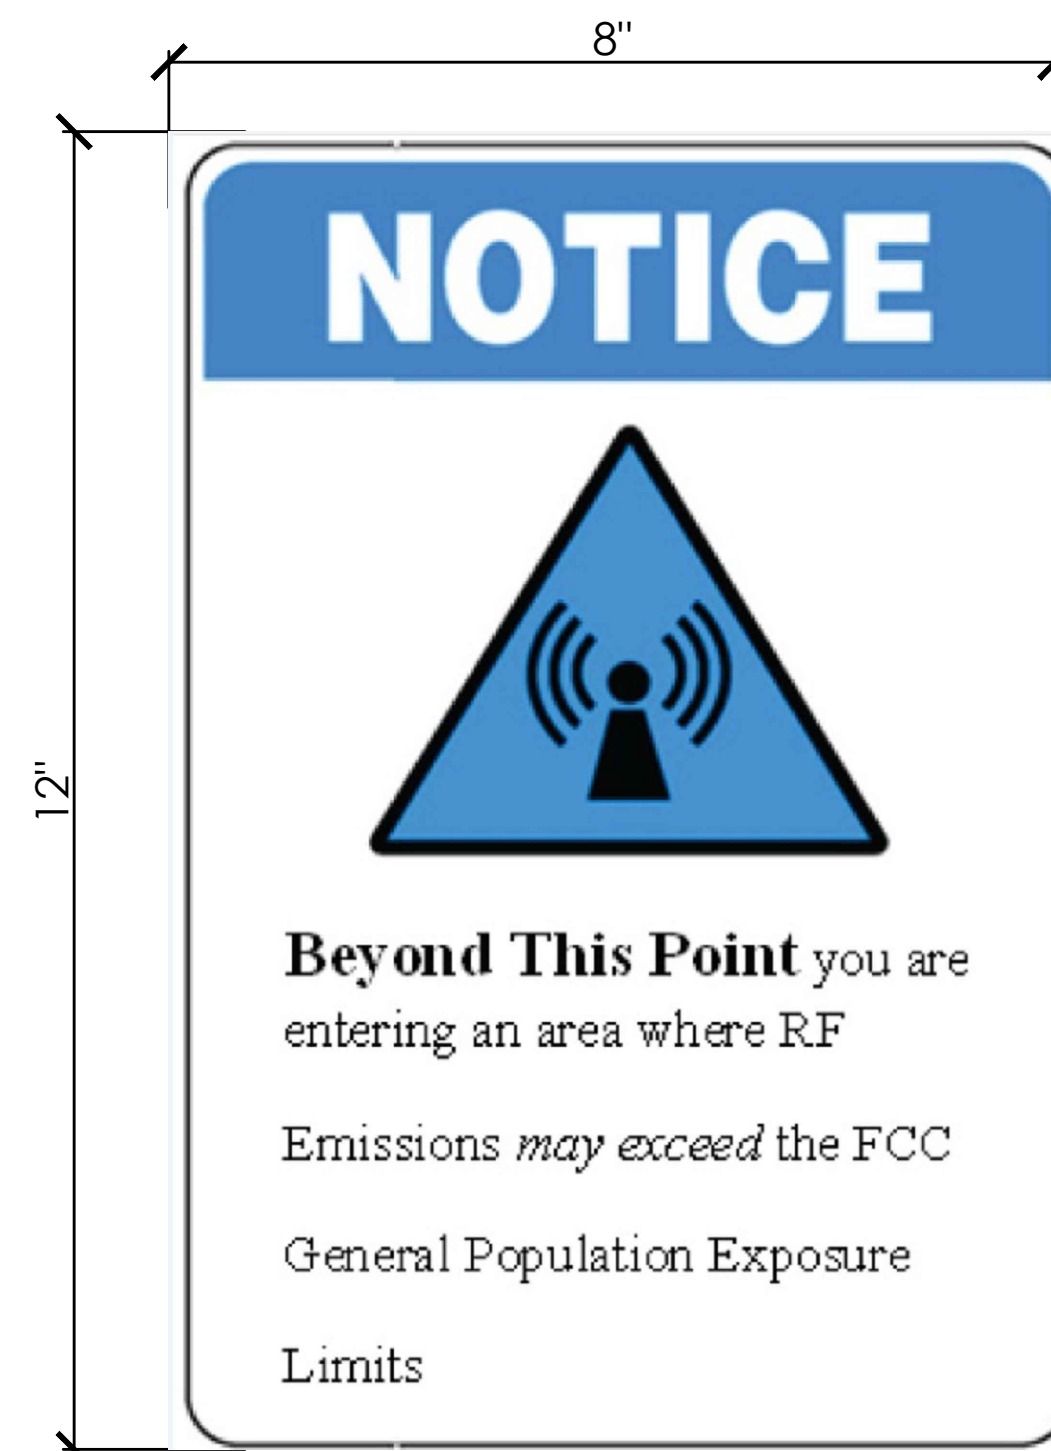 8"
NOTICE
12"
Beyond This Point you are
entering an area where RF
Emissions may exceed the FCC
General Population Exposure
Limits